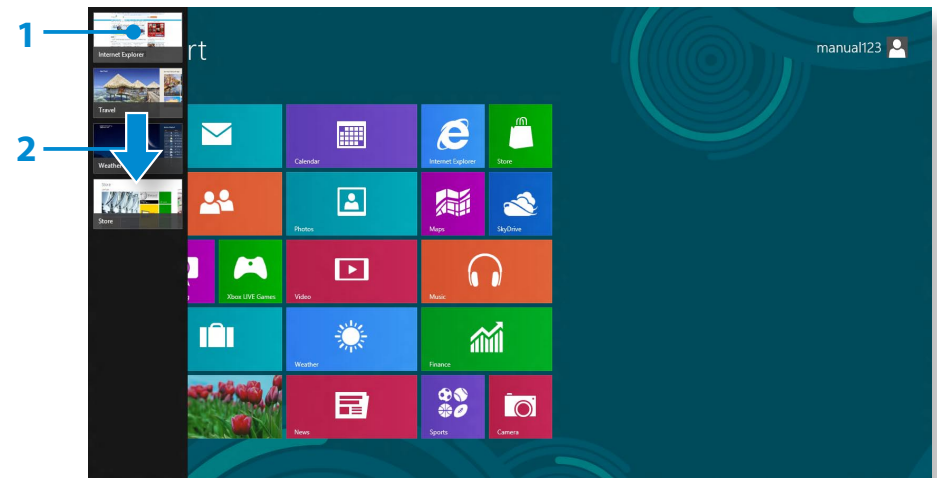 1
Internet Explorer
rt
manual123
Travel
2
Weather
Store
Calendar
Internet Explorer
Store
Photos
Maps
SkyDrive
Xbox LIVE Games
Video
Music
Weather
Finance
News
Sports
Camera